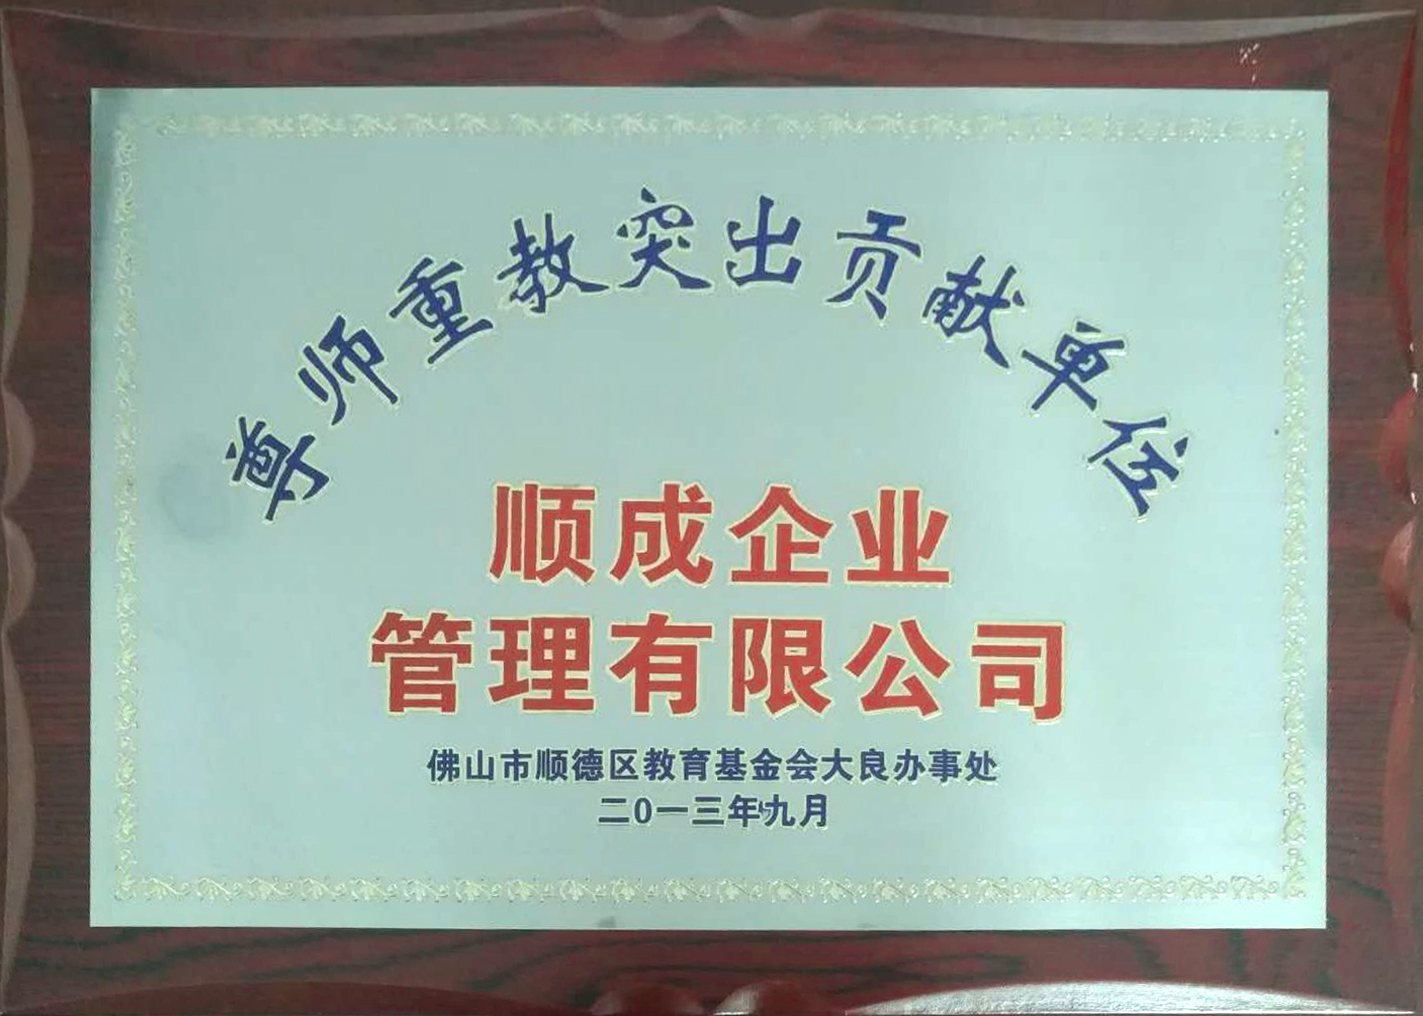 尊师重教突出贡献单位
顺成企业
管理有限公司
佛山市顺德区教育基金会大良办事处
二0一三年九月